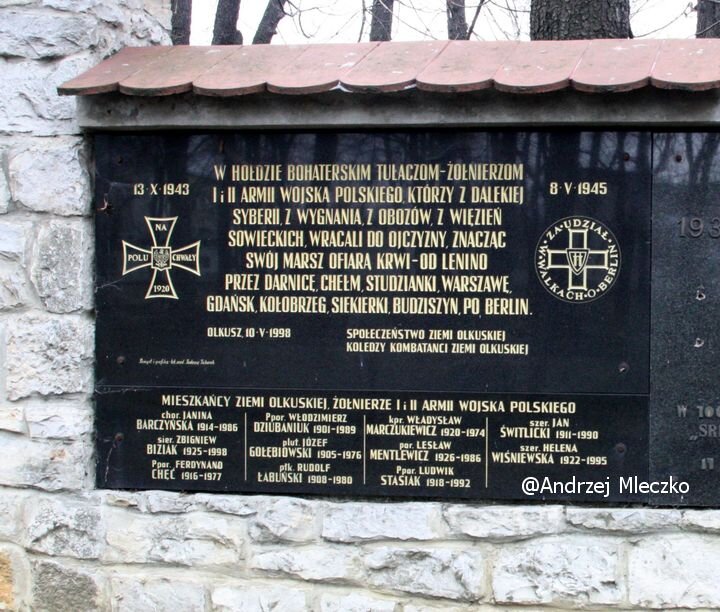 W HOŁDZIE BOHATERSKIM TUŁACZOM-ŻOŁNIERZOM
13·X·1943
I i II ARMII WOJSKA POLSKIEGO, KTÓRZY Z DALEKIEJ
8·V·1945
SYBERII, Z WYGNANIA, Z OBOZÓW, Z WIĘZIEŃ
SOWIECKICH, WRACALI DO OJCZYZNY, ZNACZĄC
SWÓJ MARSZ OFIARĄ KRWI-OD LENINO
PRZEZ DARNICĘ, CHEŁM, STUDZIANKI, WARSZAWĘ,
GDAŃSK, KOŁOBRZEG, SIEKIERKI, BUDZISZYN, PO BERLIN.
NA
POLU CHWAŁY
1920
ZA UDZIAŁ
W WALKACH O BERLIN
OLKUSZ, 10·V·1998
SPOŁECZEŃSTWO ZIEMI OLKUSKIEJ
KOLEDZY KOMBATANCI ZIEMI OLKUSKIEJ
MIESZKAŃCY ZIEMI OLKUSKIEJ, ŻOŁNIERZE I i II ARMII WOJSKA POLSKIEGO
chor. JANINA
BARCZYŃSKA 1914-1986
sier. ZBIGNIEW
BIZIAK 1925-1998
Ppor. FERDYNAND
CHĘĆ 1916-1977
Ppor. WŁODZIMIERZ
DZIUBANIUK 1901-1989
plut. JÓZEF
GOŁĘBIOWSKI 1905-1976
płk. RUDOLF
ŁABUŃSKI 1908-1980
kpr. WŁADYSŁAW
MARCZUKIEWICZ 1920-1974
por. LESŁAW
MENTLEWICZ 1926-1986
Ppor. LUDWIK
STASIAK 1918-1992
szer. JAN
ŚWITLICKI 1911-1990
szer. HELENA
WIŚNIEWSKA 1922-1995
193
@Andrzej Mleczko